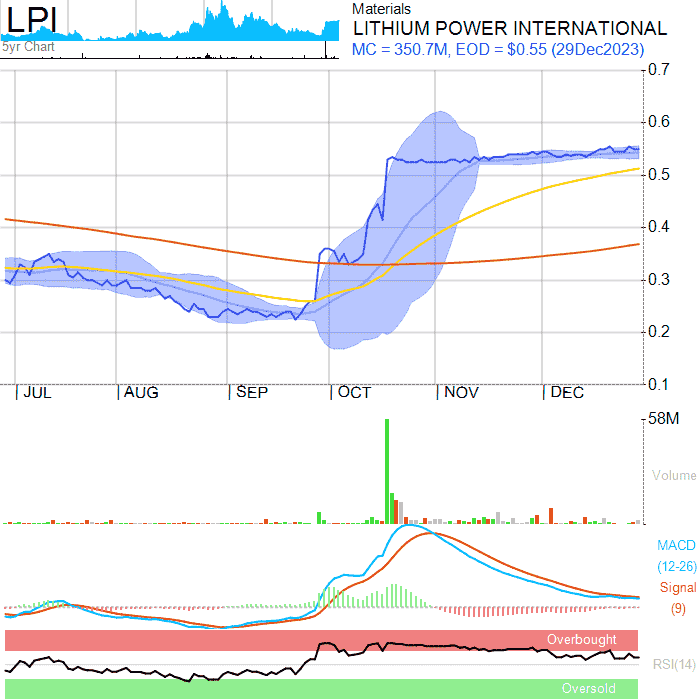 LPI
5yr Chart
Materials
LITHIUM POWER INTERNATIONAL
MC = 350.7M, EOD = $0.55 (29Dec2023)
0.7
0.6
0.5
0.4
0.3
0.2
0.1
JUL AUG SEP OCT NOV DEC
58M
Volume
MACD
(12-26)
Signal
(9)
Overbought
RSI(14)
Oversold